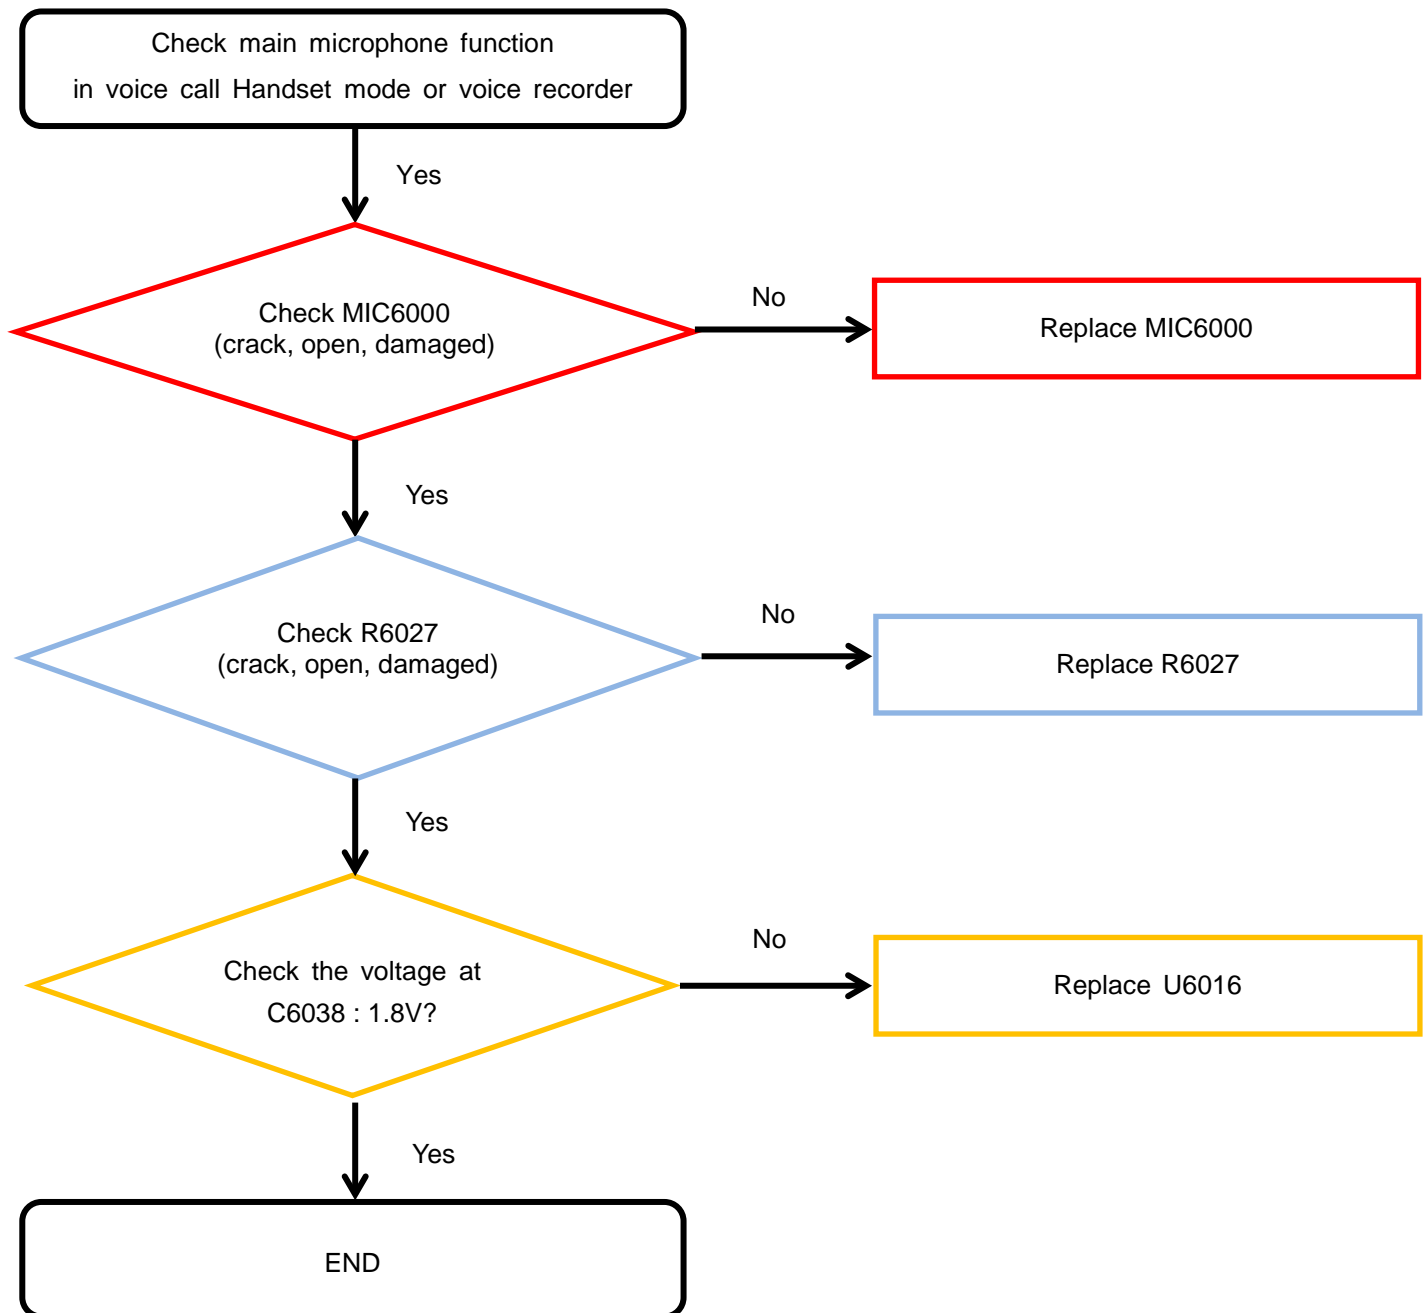 Check main microphone function
in voice call Handset mode or voice recorder
Yes
Check MIC6000
(crack, open, damaged)
No
Replace MIC6000
Yes
Check R6027
(crack, open, damaged)
No
Replace R6027
Yes
Check the voltage at
C6038 : 1.8V?
No
Replace U6016
Yes
END